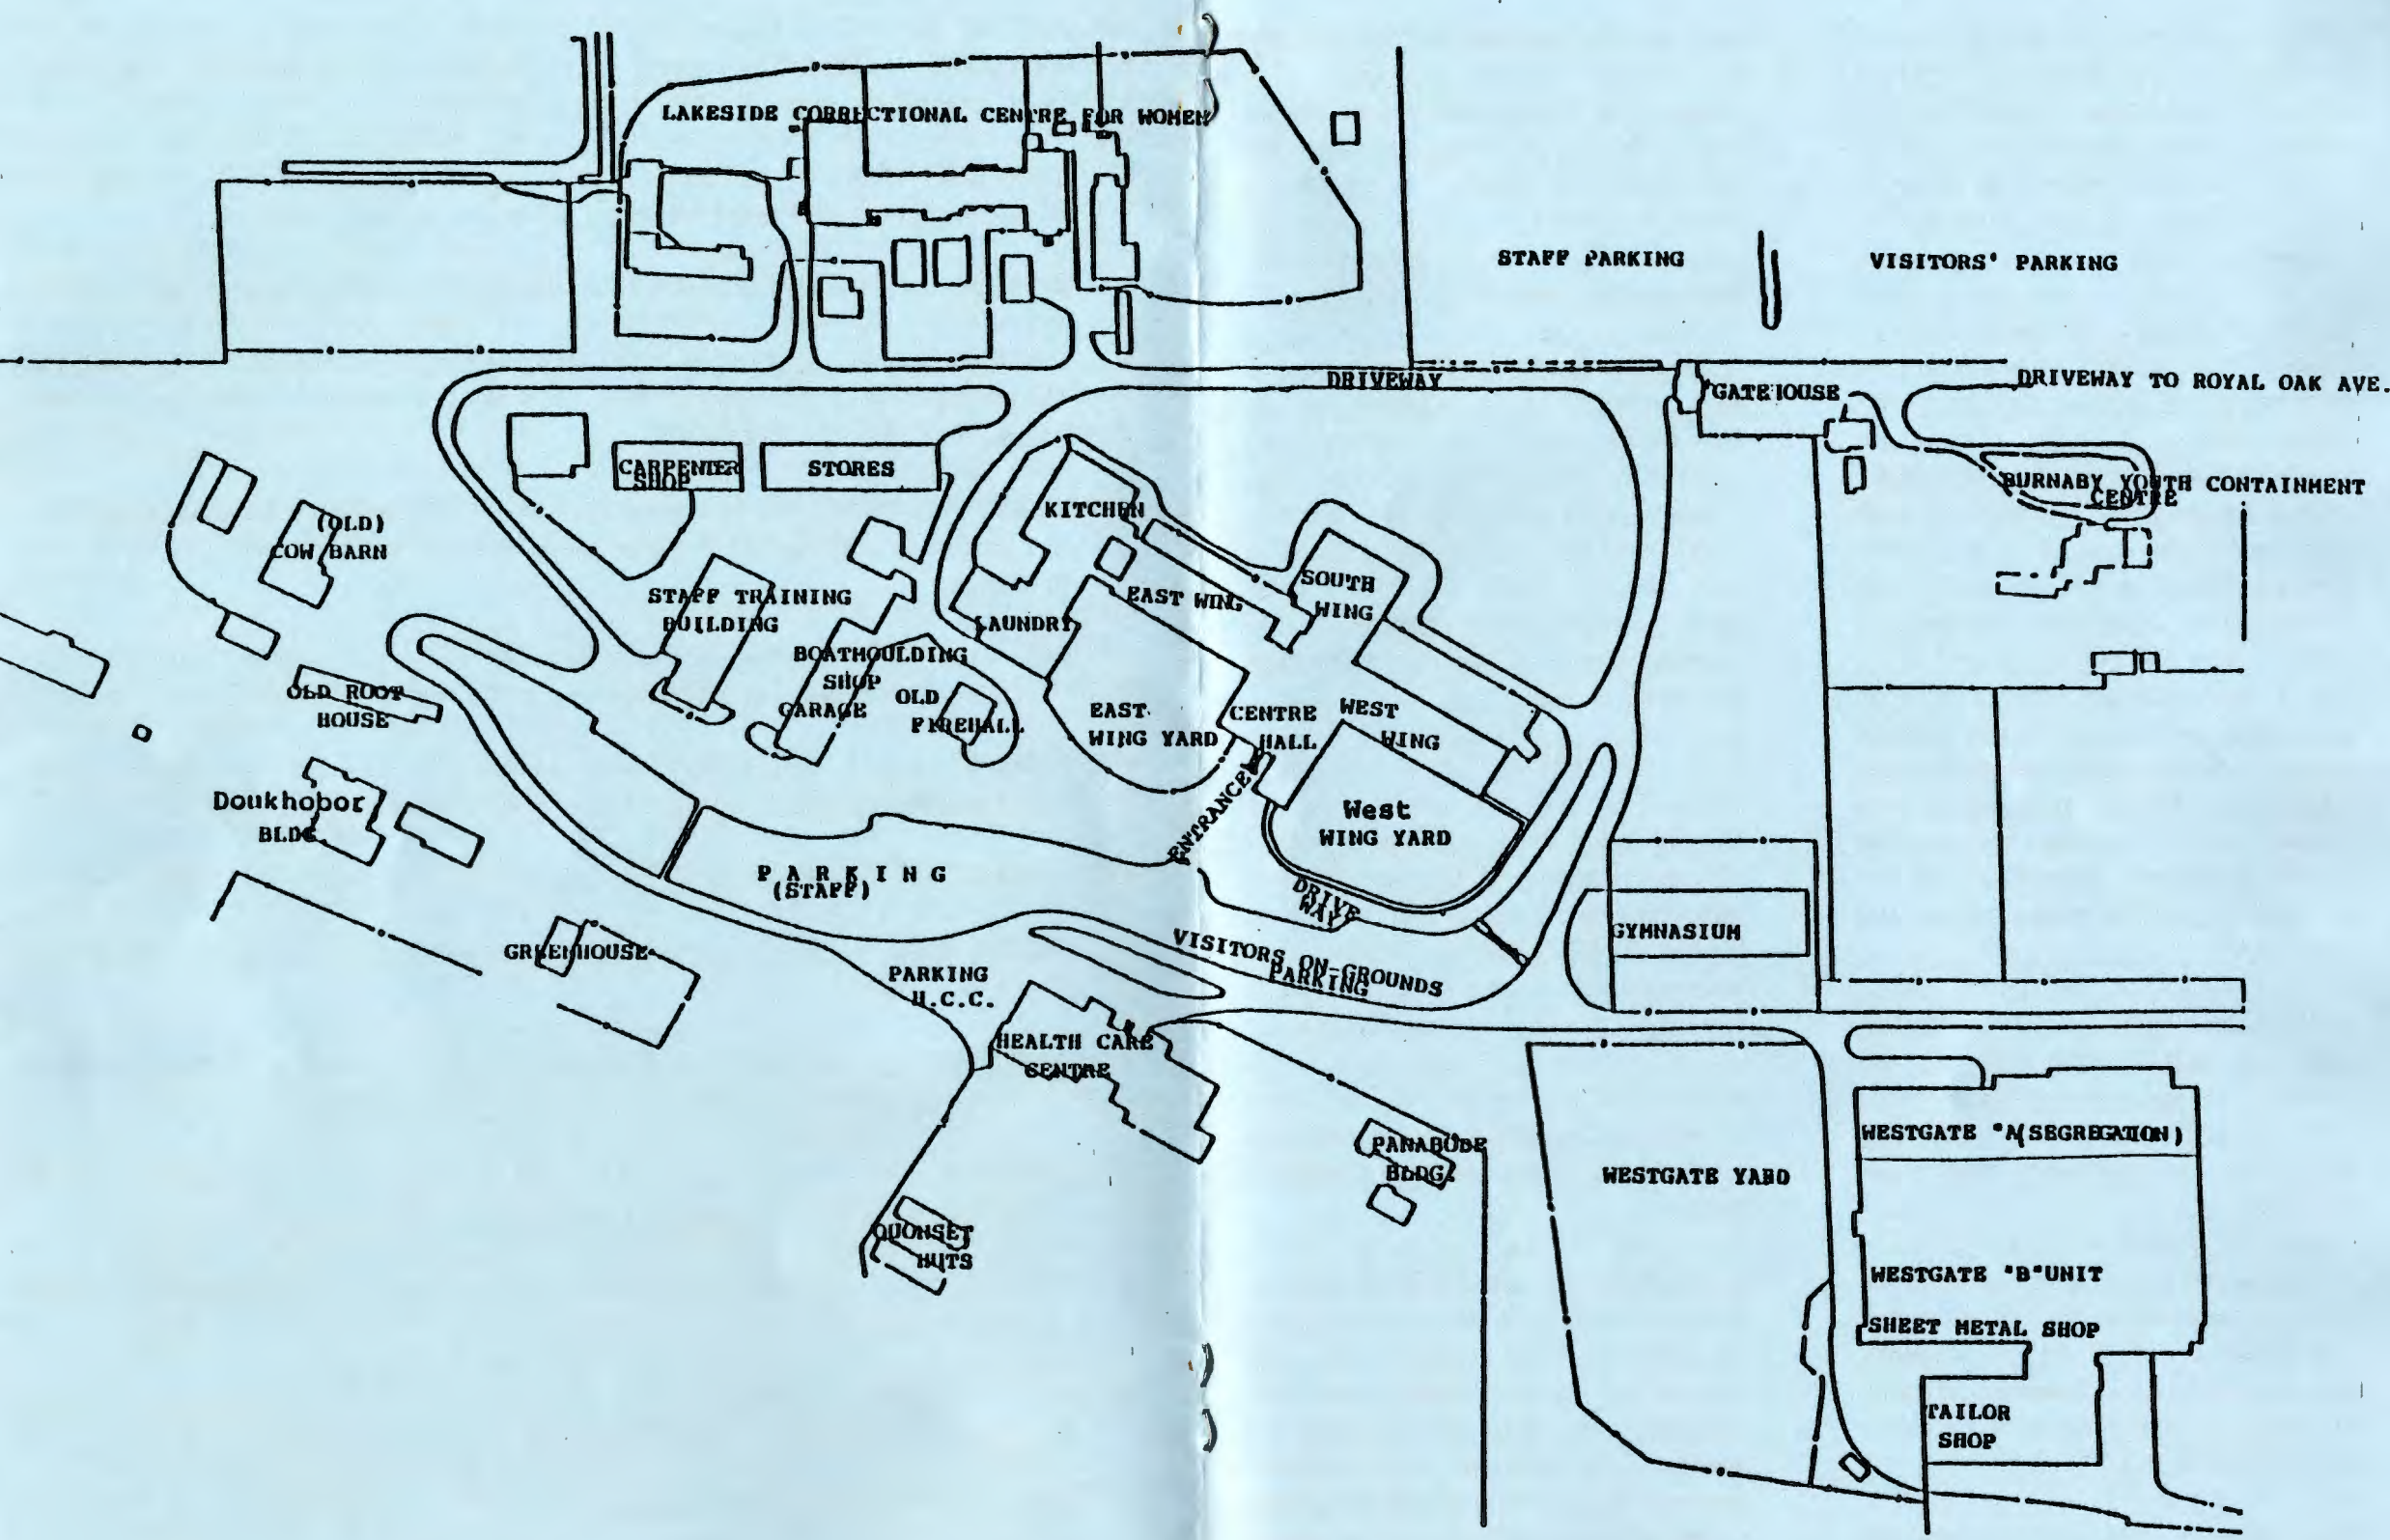 LAKESIDE CORRECTIONAL CENTRE FOR WOMEN
STAFF PARKING
VISITORS' PARKING
DRIVEWAY
GATEHOUSE
DRIVEWAY TO ROYAL OAK AVE.
CARPENTER
SHOP
STORES
BURNABY YOUTH CONTAINMENT
CENTRE
KITCHEN
(OLD)
COW BARN
STAFF TRAINING
BUILDING
EAST WING
SOUTH
WING
LAUNDRY
BOATMOULDING
SHOP
GARAGE
OLD
FIREHALL
OLD ROOT
HOUSE
EAST
WING YARD
CENTRE
HALL
WEST
WING
ENTRANCE
Doukhobor
BLDG.
West
WING YARD
PARKING
(STAFF)
DRIVE
WAY
GYMNASIUM
GREENHOUSE
VISITORS ON-GROUNDS
PARKING
PARKING
H.C.C.
HEALTH CARE
CENTRE
PANABODE
BLDG.
WESTGATE YARD
WESTGATE "A(SEGREGATION)
QUONSET
HUTS
WESTGATE "B"UNIT
SHEET METAL SHOP
TAILOR
SHOP